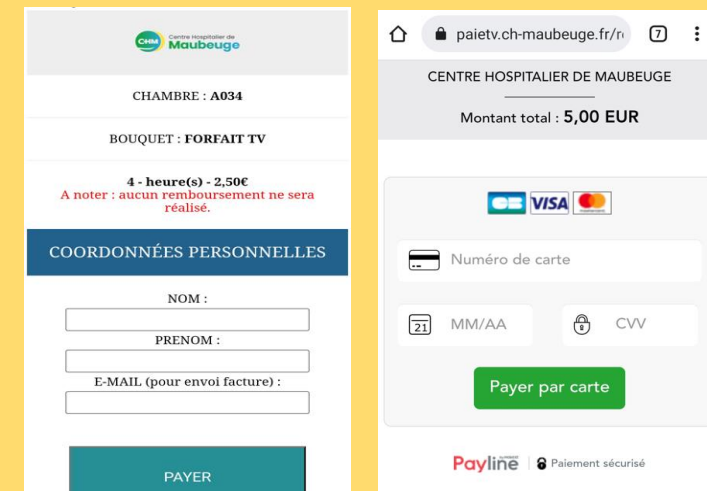 CHM Centre Hospitalier de
Maubeuge
CHAMBRE : A034
BOUQUET : FORFAIT TV
4 - heure(s) - 2,50€
A noter : aucun remboursement ne sera
réalisé.
COORDONNÉES PERSONNELLES
NOM :
PRENOM :
E-MAIL (pour envoi facture) :
PAYER
paietv.ch-maubeuge.fr/r
7
CENTRE HOSPITALIER DE MAUBEUGE
Montant total : 5,00 EUR
CB VISA mastercard
Numéro de carte
21 MM/AA
CVV
Payer par carte
Payline Paiement sécurisé